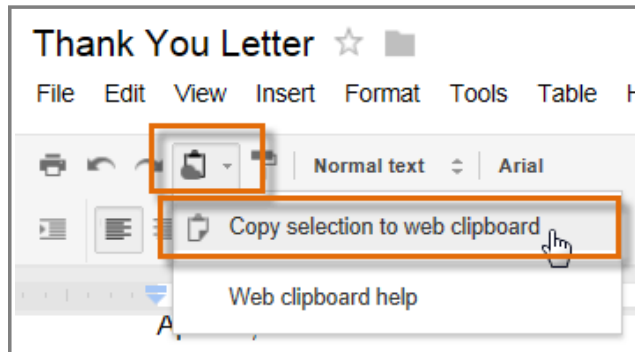 Thank You Letter
File Edit View Insert Format Tools Table H
Normal text Arial
Copy selection to web clipboard
Web clipboard help